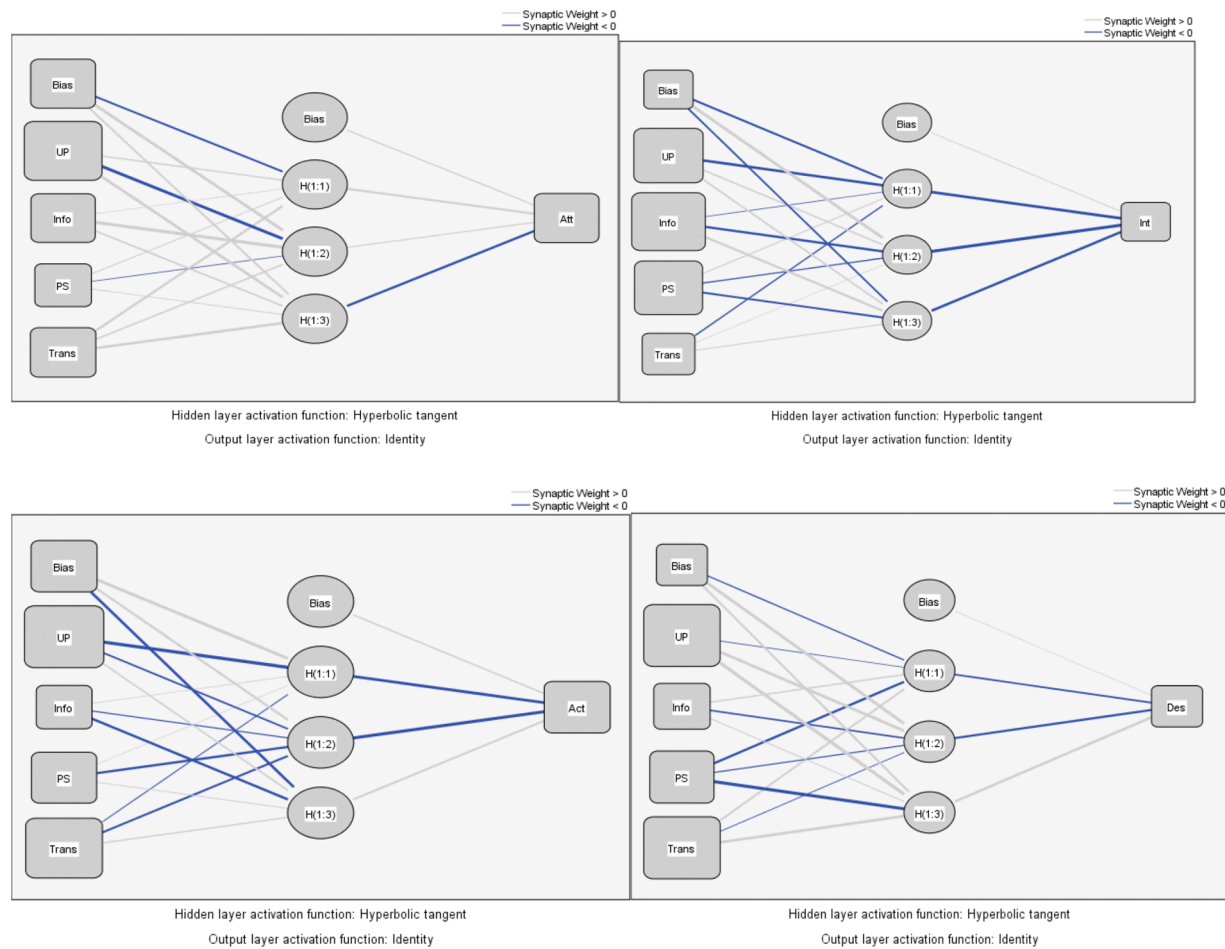 Synaptic Weight > 0
Synaptic Weight < 0
Bias
UP
Info
PS
Trans
Bias
H(1:1)
H(1:2)
H(1:3)
Att
Hidden layer activation function: Hyperbolic tangent
Output layer activation function: Identity
Synaptic Weight > 0
Synaptic Weight < 0
Bias
UP
Info
PS
Trans
Bias
H(1:1)
H(1:2)
H(1:3)
Int
Hidden layer activation function: Hyperbolic tangent
Output layer activation function: Identity
Synaptic Weight > 0
Synaptic Weight < 0
Bias
UP
Info
PS
Trans
Bias
H(1:1)
H(1:2)
H(1:3)
Act
Hidden layer activation function: Hyperbolic tangent
Output layer activation function: Identity
Synaptic Weight > 0
Synaptic Weight < 0
Bias
UP
Info
PS
Trans
Bias
H(1:1)
H(1:2)
H(1:3)
Des
Hidden layer activation function: Hyperbolic tangent
Output layer activation function: Identity